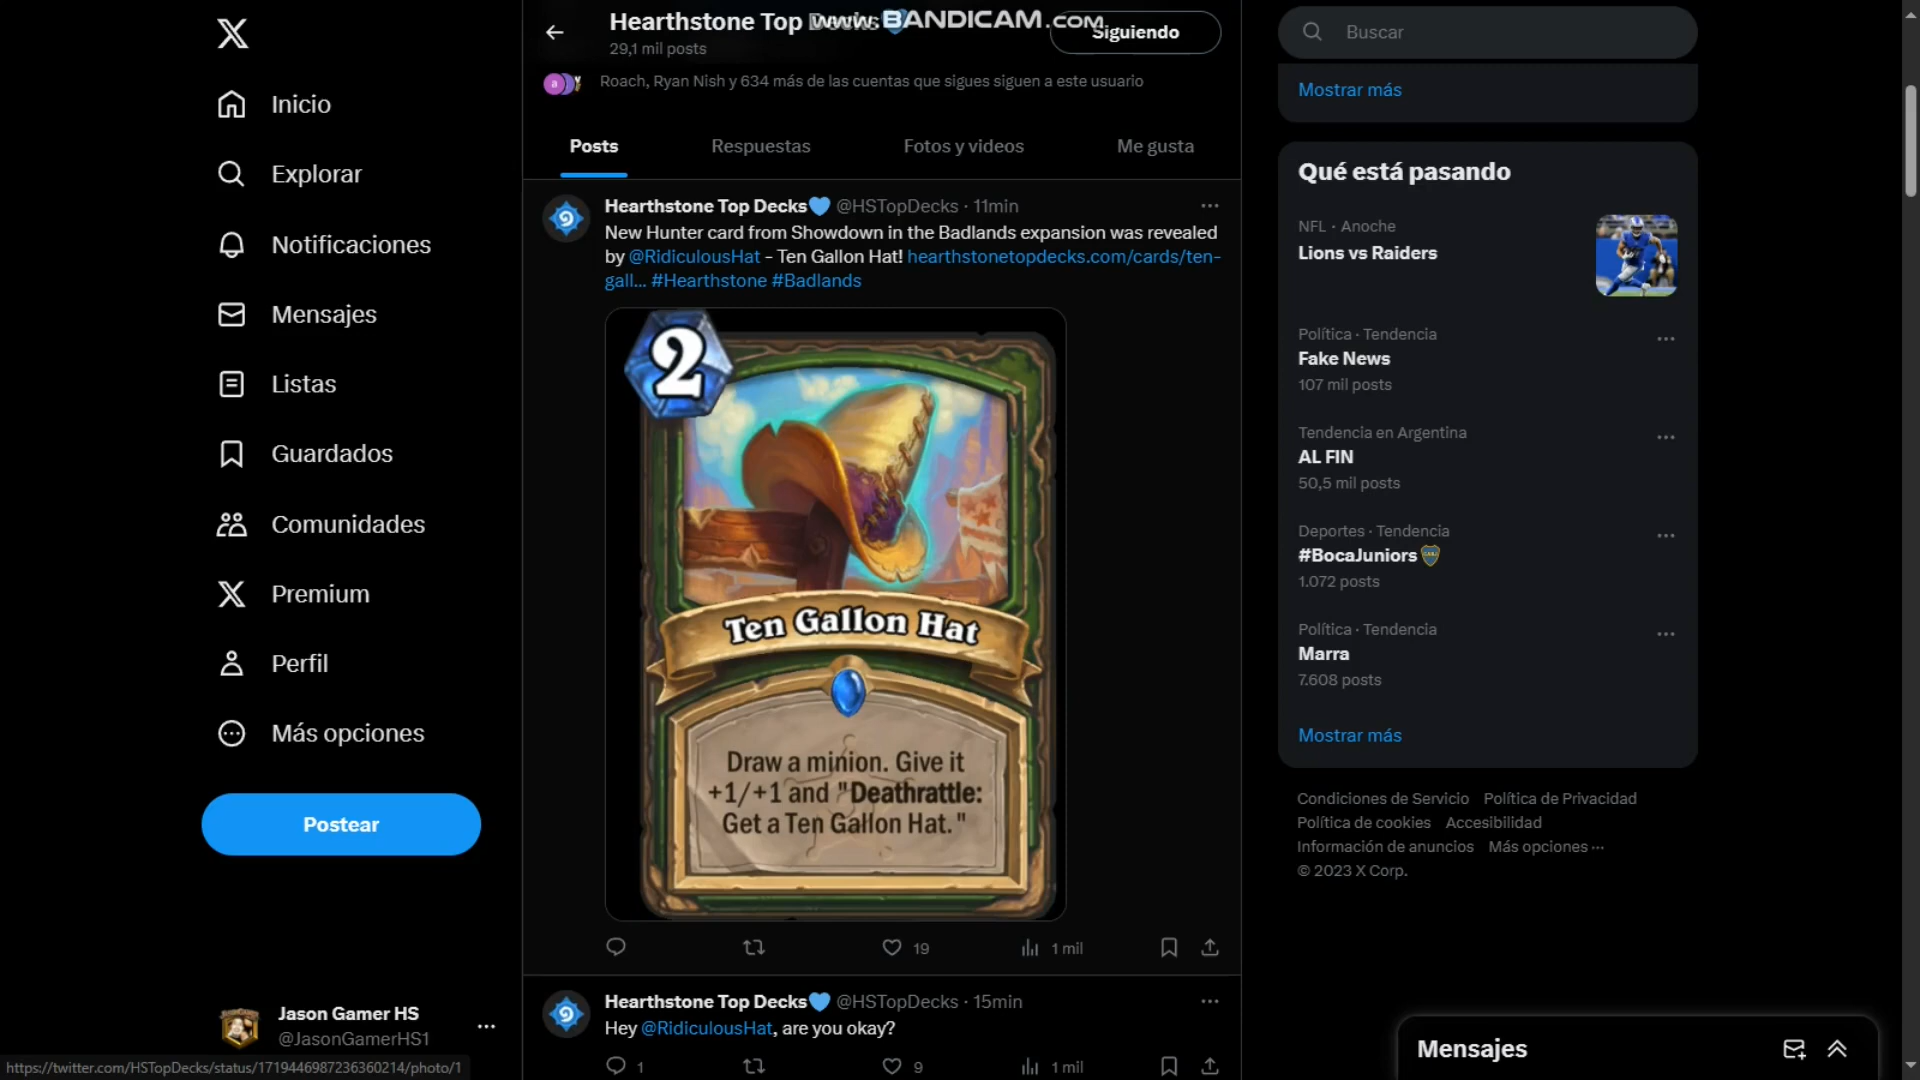 Hearthstone Top Decks
www.BANDICAM.com
29,1 mil posts
Siguiendo
Roach, Ryan Nish y 634 más de las cuentas que sigues siguen a este usuario
Posts
Respuestas
Fotos y videos
Me gusta
Inicio
Explorar
Notificaciones
Mensajes
Listas
Guardados
Comunidades
Premium
Perfil
Más opciones
Postear
Jason Gamer HS
@JasonGamerHS1
https://twitter.com/HSTopDecks/status/1719446987236360214/photo/1
Hearthstone Top Decks💙 @HSTopDecks · 11min
New Hunter card from Showdown in the Badlands expansion was revealed
by @RidiculousHat - Ten Gallon Hat! hearthstonetopdecks.com/cards/ten-
gall... #Hearthstone #Badlands
2
Ten Gallon Hat
Draw a minion. Give it
+1/+1 and "Deathrattle:
Get a Ten Gallon Hat."
19
1 mil
Hearthstone Top Decks💙 @HSTopDecks · 15min
Hey @RidiculousHat, are you okay?
1
9
1 mil
Buscar
Mostrar más
Qué está pasando
NFL · Anoche
Lions vs Raiders
Política · Tendencia
Fake News
107 mil posts
Tendencia en Argentina
AL FIN
50,5 mil posts
Deportes · Tendencia
#BocaJuniors
1.072 posts
Política · Tendencia
Marra
7.608 posts
Mostrar más
Condiciones de Servicio Política de Privacidad
Política de cookies Accesibilidad
Información de anuncios Más opciones ···
© 2023 X Corp.
Mensajes